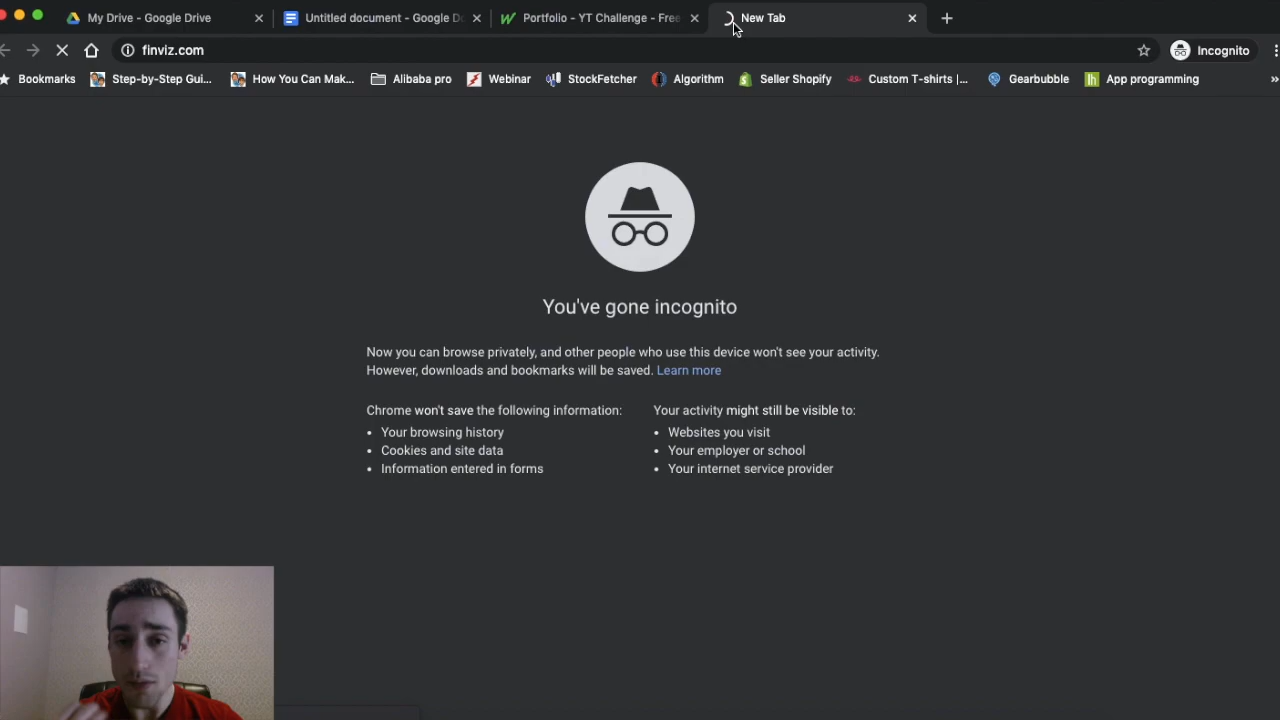 My Drive - Google Drive
Untitled document - Google Do
Portfolio - YT Challenge - Free
New Tab
finviz.com
Incognito
Bookmarks
Step-by-Step Gui...
How You Can Mak...
Alibaba pro
Webinar
StockFetcher
Algorithm
Seller Shopify
Custom T-shirts |...
Gearbubble
App programming
»
You've gone incognito
Now you can browse privately, and other people who use this device won't see your activity.
However, downloads and bookmarks will be saved. Learn more
Chrome won't save the following information:
• Your browsing history
• Cookies and site data
• Information entered in forms
Your activity might still be visible to:
• Websites you visit
• Your employer or school
• Your internet service provider